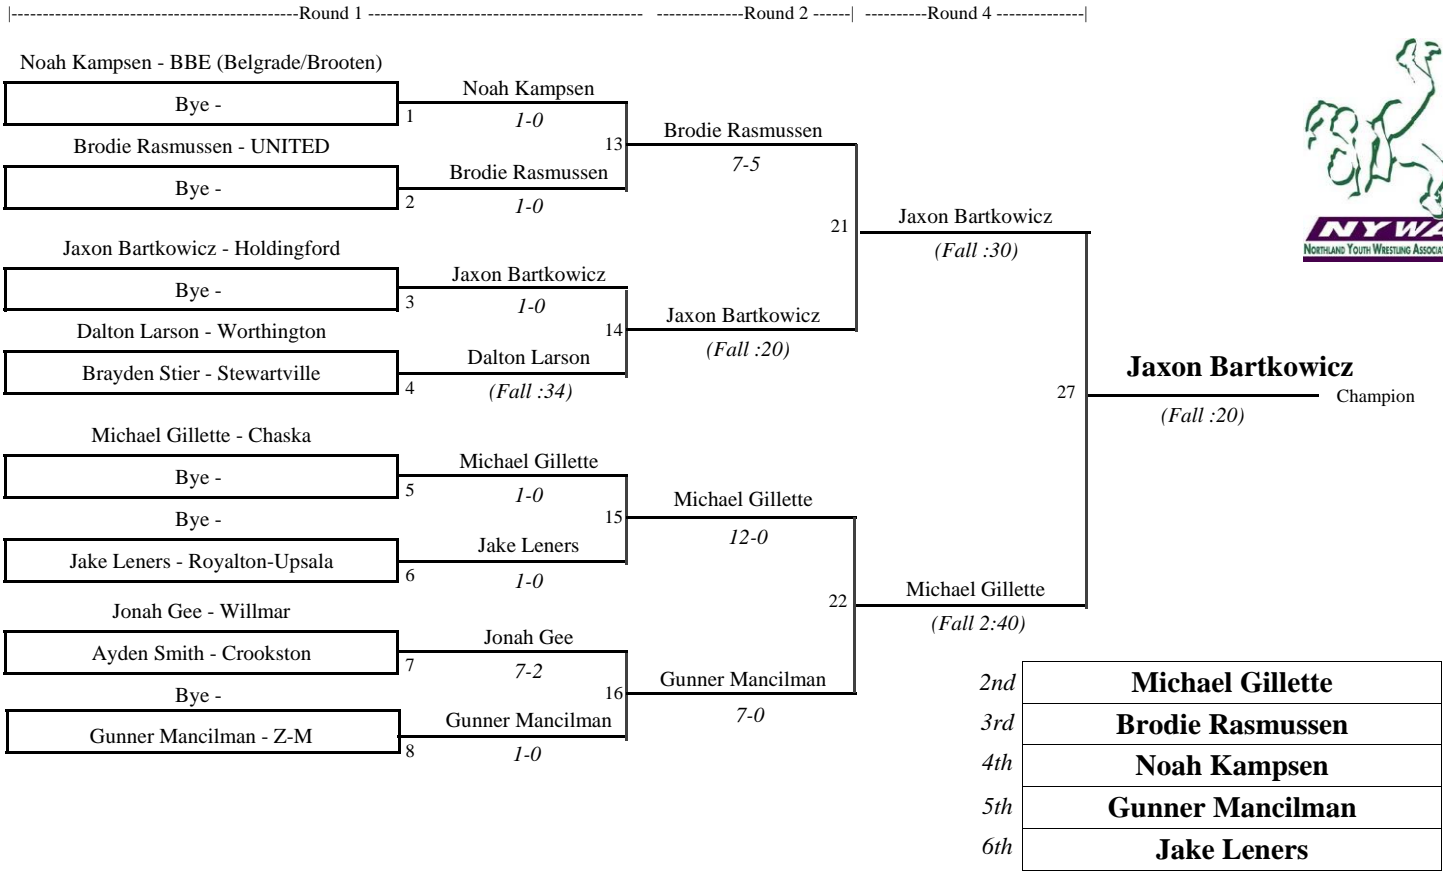 |----------------------------------------------Round 1 -------------------------------------------- --------------Round 2 ------| ----------Round 4 --------------|
Noah Kampsen - BBE (Belgrade/Brooten)
Bye -
1
Noah Kampsen
1-0
Brodie Rasmussen - UNITED
Bye -
2
Brodie Rasmussen
1-0
13
Brodie Rasmussen
7-5
Jaxon Bartkowicz - Holdingford
Bye -
3
Jaxon Bartkowicz
1-0
Dalton Larson - Worthington
Brayden Stier - Stewartville
4
Dalton Larson
(Fall :34)
14
Jaxon Bartkowicz
(Fall :20)
21
Jaxon Bartkowicz
(Fall :30)
Michael Gillette - Chaska
Bye -
5
Michael Gillette
1-0
Bye -
Jake Leners - Royalton-Upsala
6
Jake Leners
1-0
15
Michael Gillette
12-0
Jonah Gee - Willmar
Ayden Smith - Crookston
7
Jonah Gee
7-2
Bye -
Gunner Mancilman - Z-M
8
Gunner Mancilman
1-0
16
Gunner Mancilman
7-0
22
Michael Gillette
(Fall 2:40)
27
Jaxon Bartkowicz
Champion
(Fall :20)
NYWA
NORTHLAND YOUTH WRESTLING
2nd Michael Gillette
3rd Brodie Rasmussen
4th Noah Kampsen
5th Gunner Mancilman
6th Jake Leners